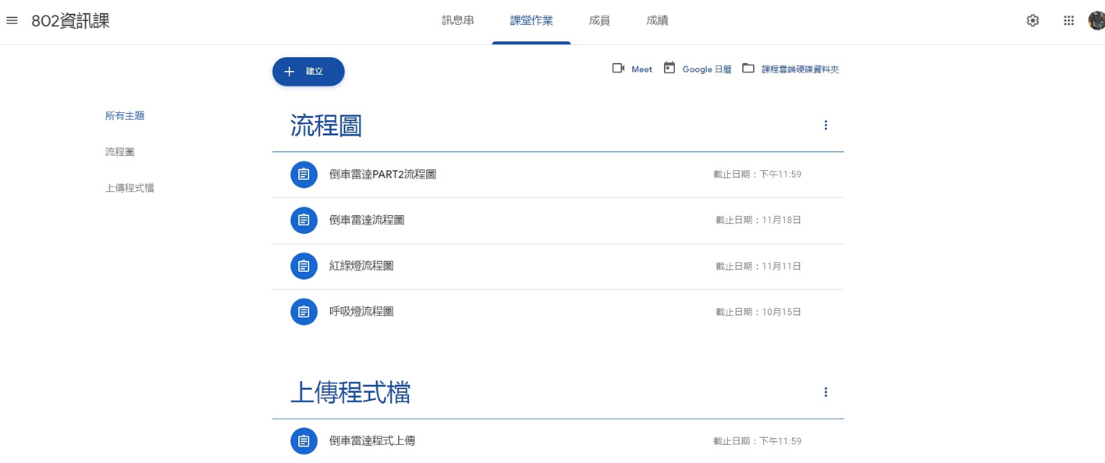 802資訊課
訊息串 課堂作業 成員 成績
建立
Meet Google 日曆 課程雲端硬碟資料夾
所有主題
流程圖
上傳程式檔
流程圖
倒車雷達PART2流程圖 截止日期：下午11:59
倒車雷達流程圖 截止日期：11月18日
紅綠燈流程圖 截止日期：11月11日
呼吸燈流程圖 截止日期：10月15日
上傳程式檔
倒車雷達程式上傳 截止日期：下午11:59